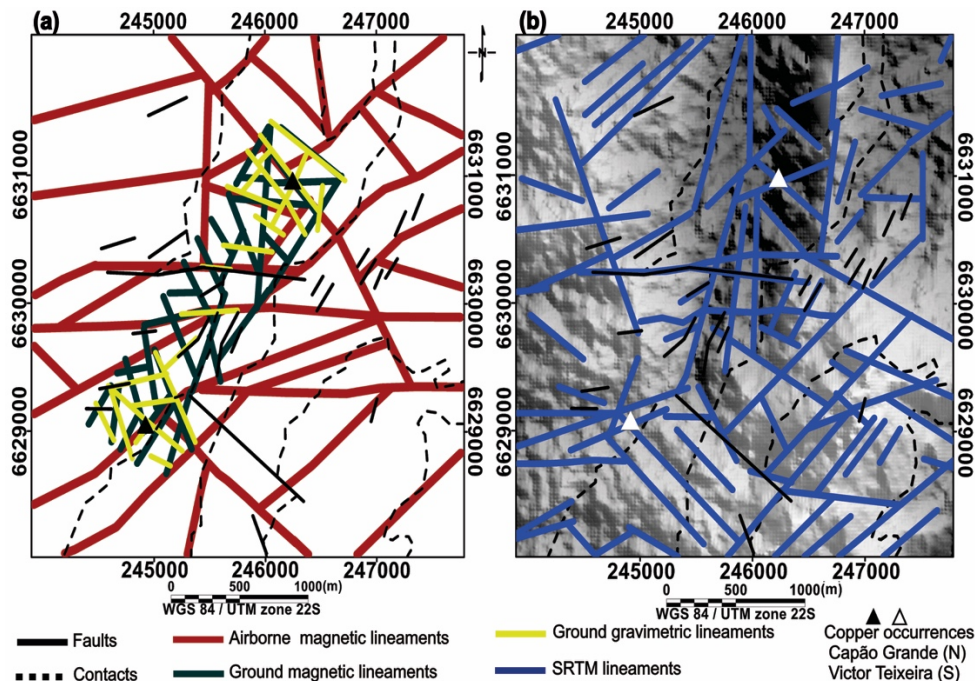 (a)
245000 246000 247000
N
6631000
6630000
6629000
6631000
6630000
6629000
245000 246000 247000
0 500 1000(m)
WGS 84 / UTM zone 22S
(b)
245000 246000 247000
6631000
6630000
6629000
6631000
6630000
6629000
245000 246000 247000
0 500 1000(m)
WGS 84 / UTM zone 22S
Faults
Contacts
Airborne magnetic lineaments
Ground magnetic lineaments
Ground gravimetric lineaments
SRTM lineaments
Copper occurrences
Capão Grande (N)
Victor Teixeira (S)